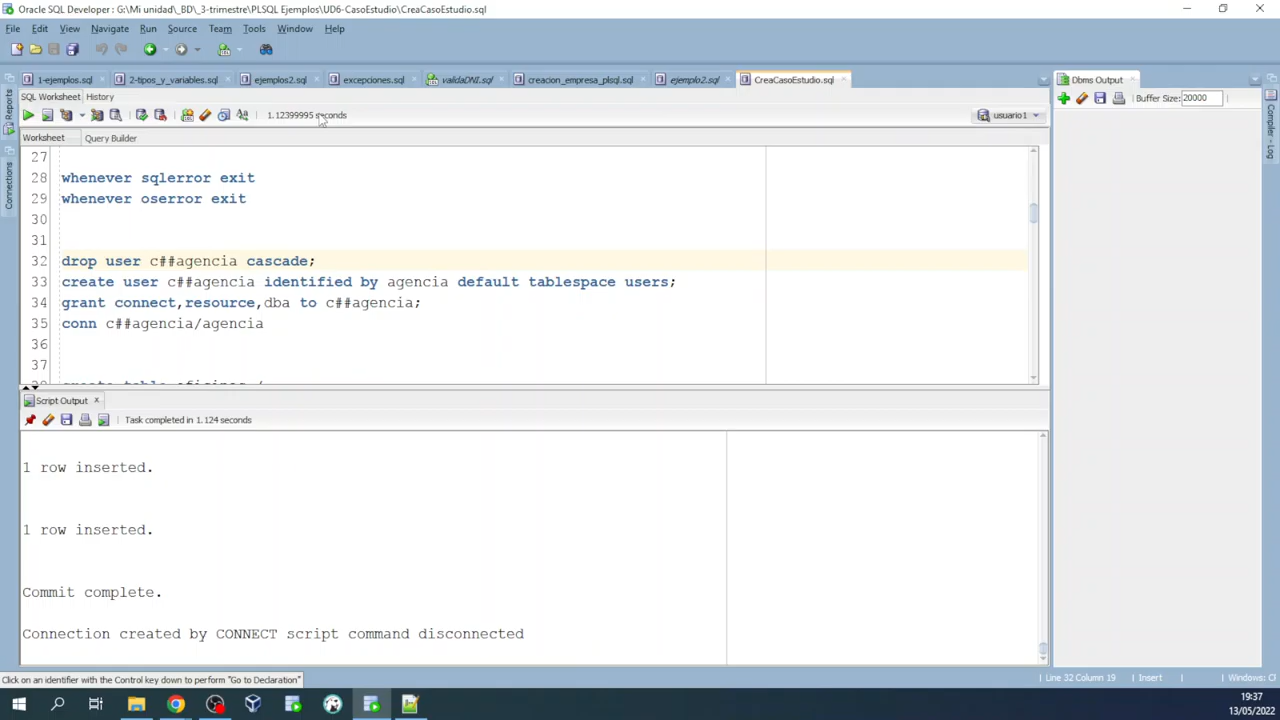 Oracle SQL Developer : G:\Mi unidad\_BD\_3-trimestre\PLSQL Ejemplos\UD6-CasoEstudio\CreaCasoEstudio.sql
File Edit View Navigate Run Source Team Tools Window Help
1-ejemplos.sql 2-tipos_y_variables.sql ejemplos2.sql excepciones.sql validaDNI.sql creacion_empresa_plsql.sql ejemplo2.sql CreaCasoEstudio.sql Dbms Output
SQL Worksheet History
Buffer Size: 20000
1.12399995 seconds usuario1
Worksheet Query Builder
Reports
Connections
Compiler - Log
27
28 whenever sqlerror exit
29 whenever oserror exit
30
31
32 drop user c##agencia cascade;
33 create user c##agencia identified by agencia default tablespace users;
34 grant connect,resource,dba to c##agencia;
35 conn c##agencia/agencia
36
37
Script Output
Task completed in 1.124 seconds
1 row inserted.
1 row inserted.
Commit complete.
Connection created by CONNECT script command disconnected
Click on an identifier with the Control key down to perform "Go to Declaration"
Line 32 Column 19 Insert Windows: Cl
19:37
13/05/2022